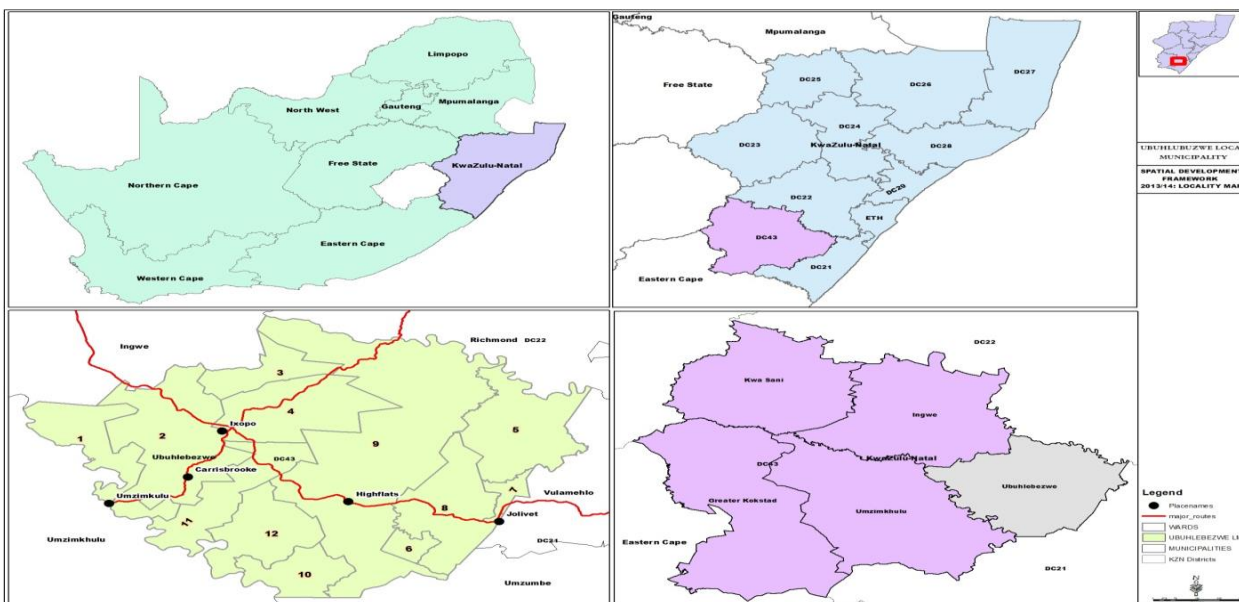 Limpopo
North West
Gauteng
Mpumalanga
Free State
KwaZulu-Natal
Northern Cape
Eastern Cape
Western Cape
Gauteng
Mpumalanga
Free State
DC25
DC26
DC27
DC24
DC23
KwaZulu-Natal
DC28
DC29
DC22
ETH
DC43
DC21
Eastern Cape
UBUHLUBUZWE LOCAL
MUNICIPALITY
SPATIAL DEVELOPMENT
FRAMEWORK
2013/14: LOCALITY MAP
Ingwe
Richmond DC22
3
4
Ixopo
1
2
9
5
Ubuhlebezwe
DC43
Carrisbrooke
Umzimkulu
Highflats
7
Vulamehlo
8
Jolivet
11
12
Umzimkhulu
6
DC21
10
Umzumbe
DC22
Kwa Sani
Ingwe
DC43
KwaZulu-Natal
Ubuhlebezwe
Greater Kokstad
Umzimkhulu
Eastern Cape
DC21
Legend
Placenames
major_routes
WARDS
UBUHLEBEZWE LI
MUNICIPALITIES
KZN Districts
N